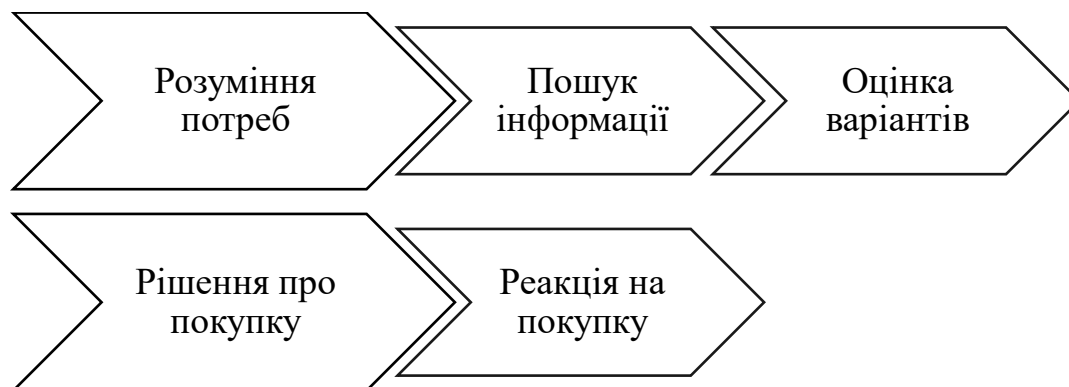 Розуміння
потреб
Пошук
інформації
Оцінка
варіантів
Рішення про
покупку
Реакція на
покупку